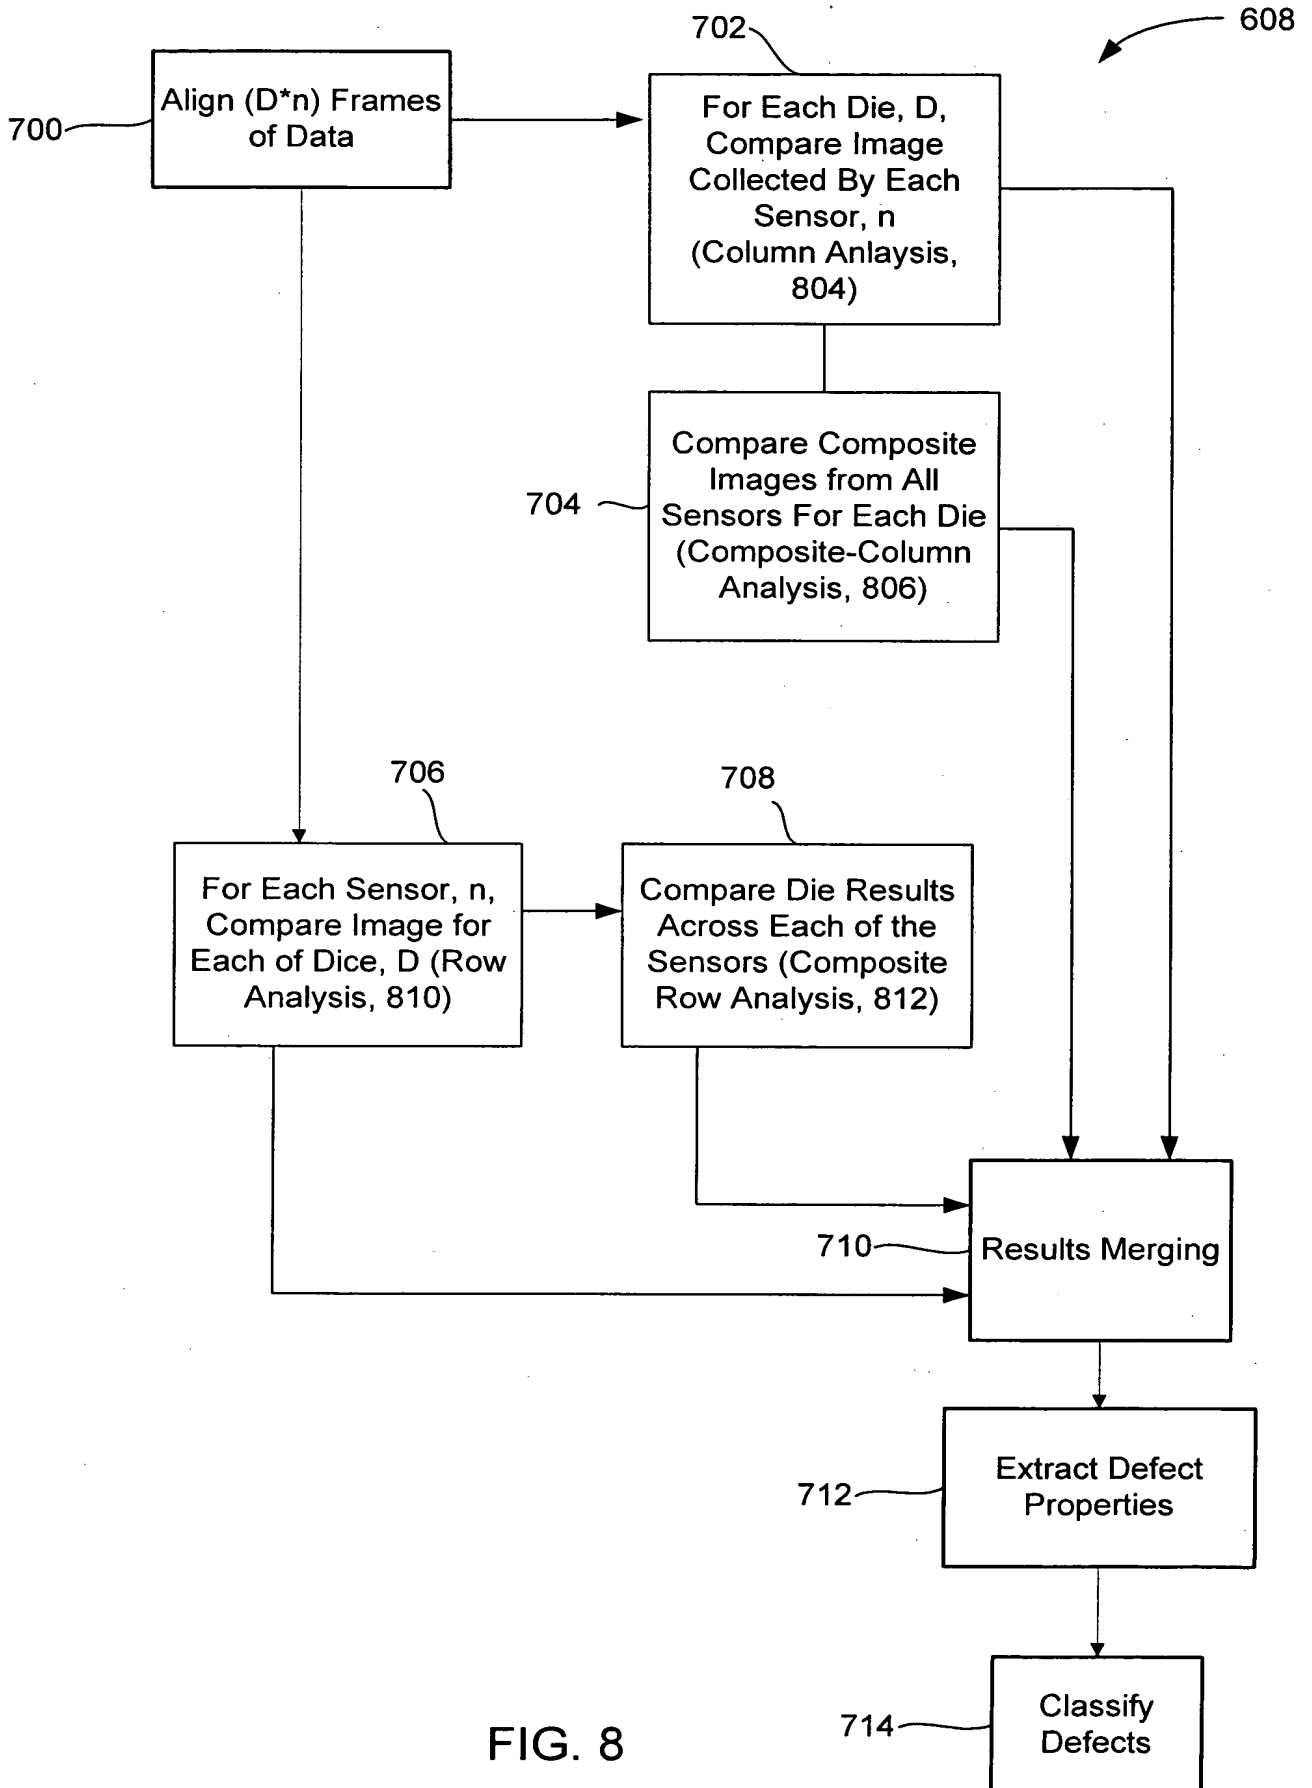 608
702
Align (D*n) Frames
of Data
700
For Each Die, D,
Compare Image
Collected By Each
Sensor, n
(Column Anlaysis,
804)
Compare Composite
Images from All
Sensors For Each Die
(Composite-Column
Analysis, 806)
704
706
708
For Each Sensor, n,
Compare Image for
Each of Dice, D (Row
Analysis, 810)
Compare Die Results
Across Each of the
Sensors (Composite
Row Analysis, 812)
710
Results Merging
712
Extract Defect
Properties
714
Classify
Defects
FIG. 8